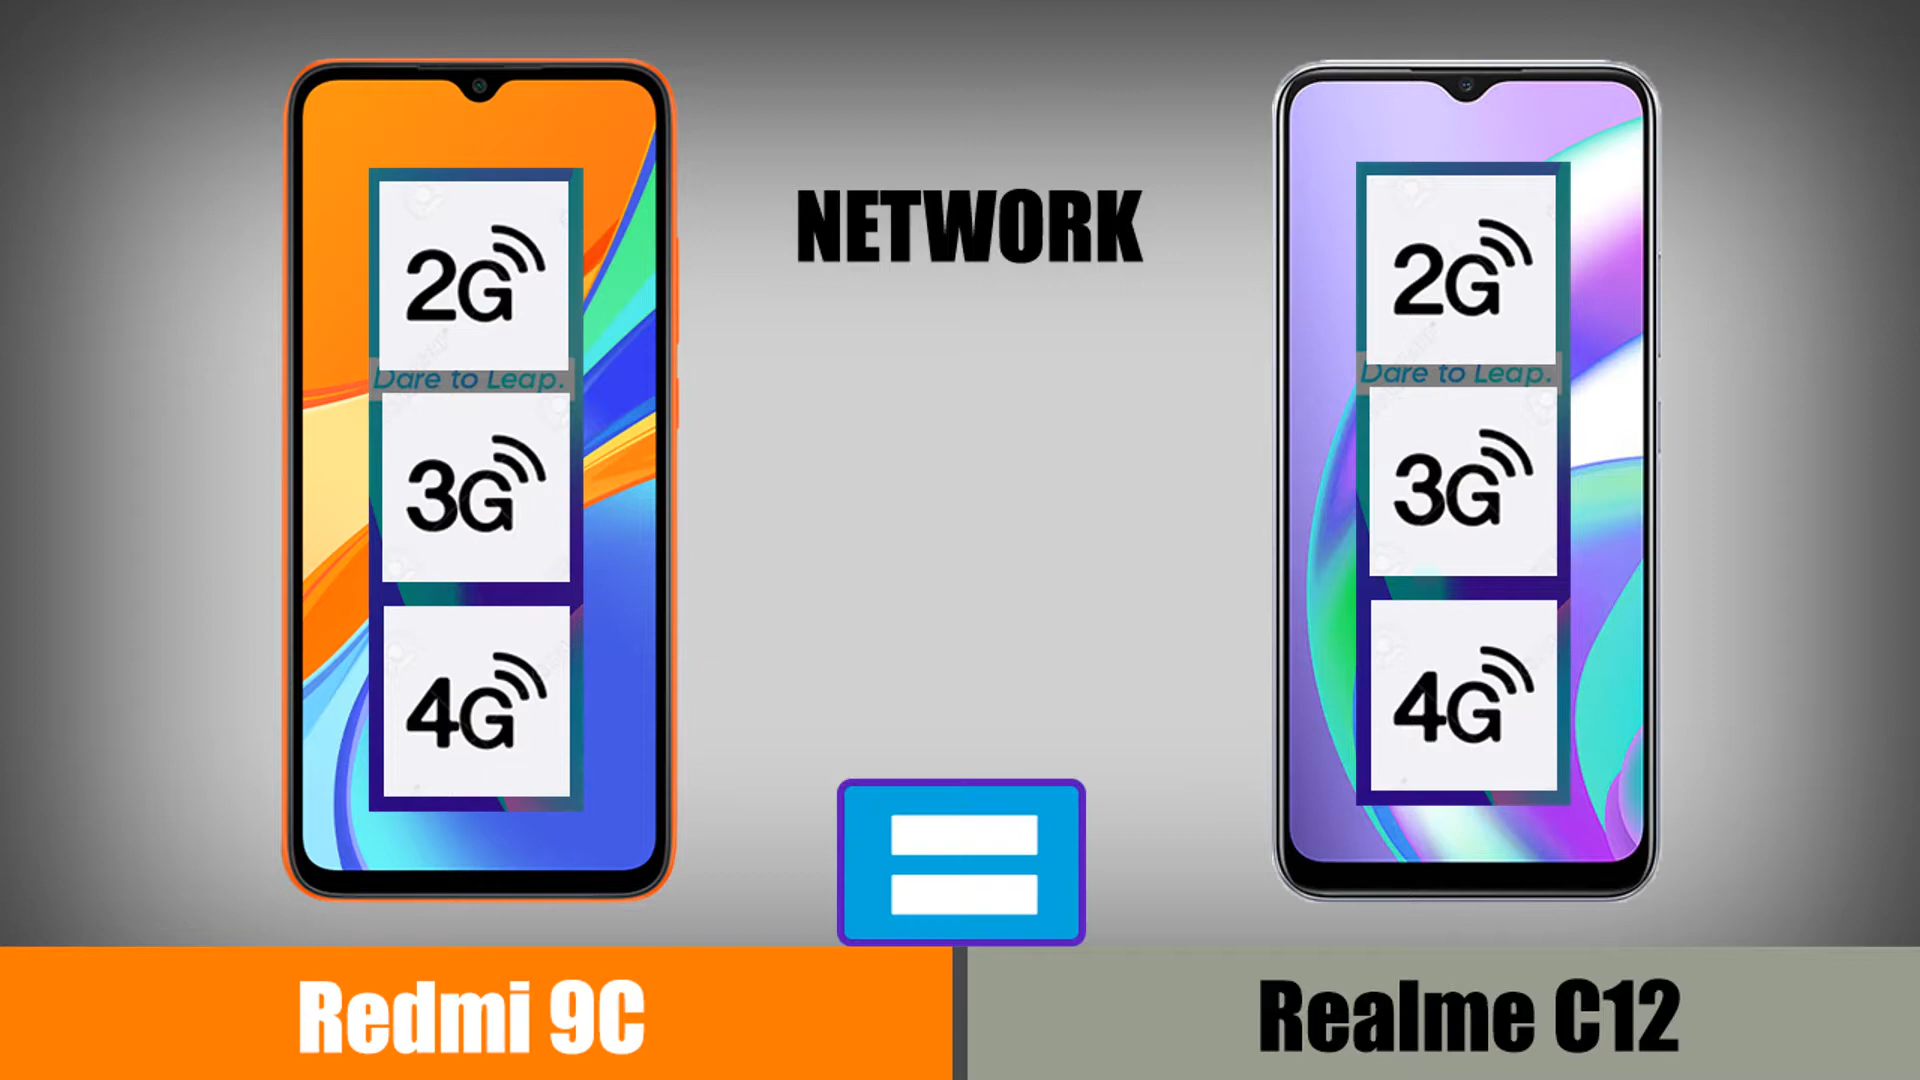 NETWORK
2G
Dare to Leap.
3G
4G
2G
Dare to Leap.
3G
4G
Redmi 9C
Realme C12